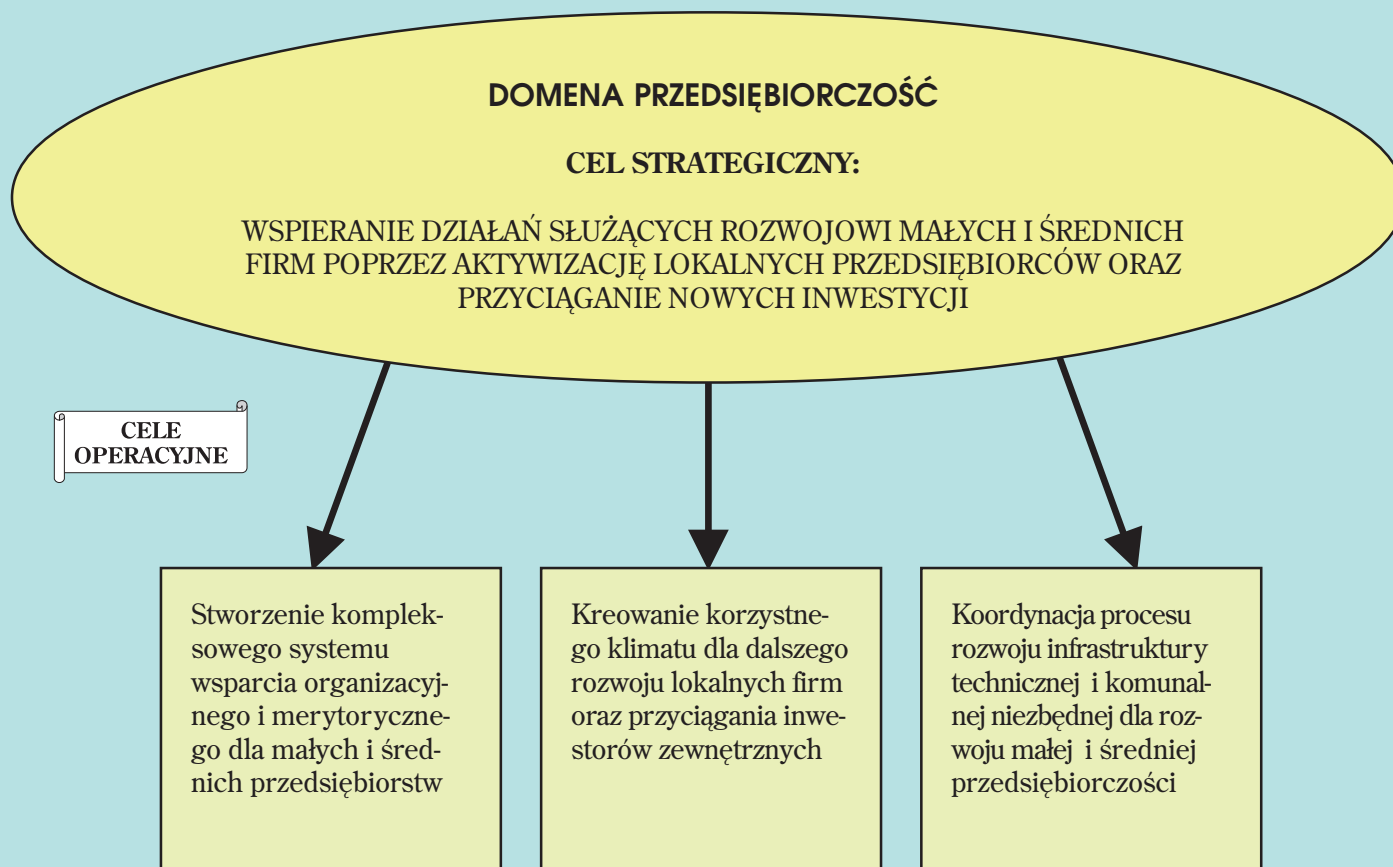 DOMENA PRZEDSIĘBIORCZOŚĆ
CEL STRATEGICZNY:
WSPIERANIE DZIAŁAŃ SŁUŻĄCYCH ROZWOJOWI MAŁYCH I ŚREDNICH
FIRM POPRZEZ AKTYWIZACJĘ LOKALNYCH PRZEDSIĘBIORCÓW ORAZ
PRZYCIĄGANIE NOWYCH INWESTYCJI
CELE
OPERACYJNE
Stworzenie komplek-
sowego systemu
wsparcia organizacyj-
nego i merytoryczne-
go dla małych i śred-
nich przedsiębiorstw
Kreowanie korzystne-
go klimatu dla dalszego
rozwoju lokalnych firm
oraz przyciągania inwe-
storów zewnętrznych
Koordynacja procesu
rozwoju infrastruktury
technicznej i komunal-
nej niezbędnej dla roz-
woju małej i średniej
przedsiębiorczości